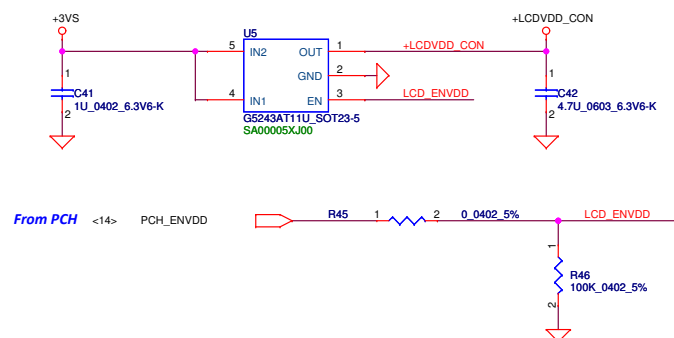 +3VS
+LCDVDD_CON
U5
5 IN2 OUT 1 +LCDVDD_CON
GND 2
4 IN1 EN 3 LCD_ENVDD
1
C41
1U_0402_6.3V6-K
2
G5243AT11U_SOT23-5
SA00005XJ00
1
C42
4.7U_0603_6.3V6-K
2
From PCH <14> PCH_ENVDD R45 1 2 0_0402_5% LCD_ENVDD
1
R46
100K_0402_5%
2